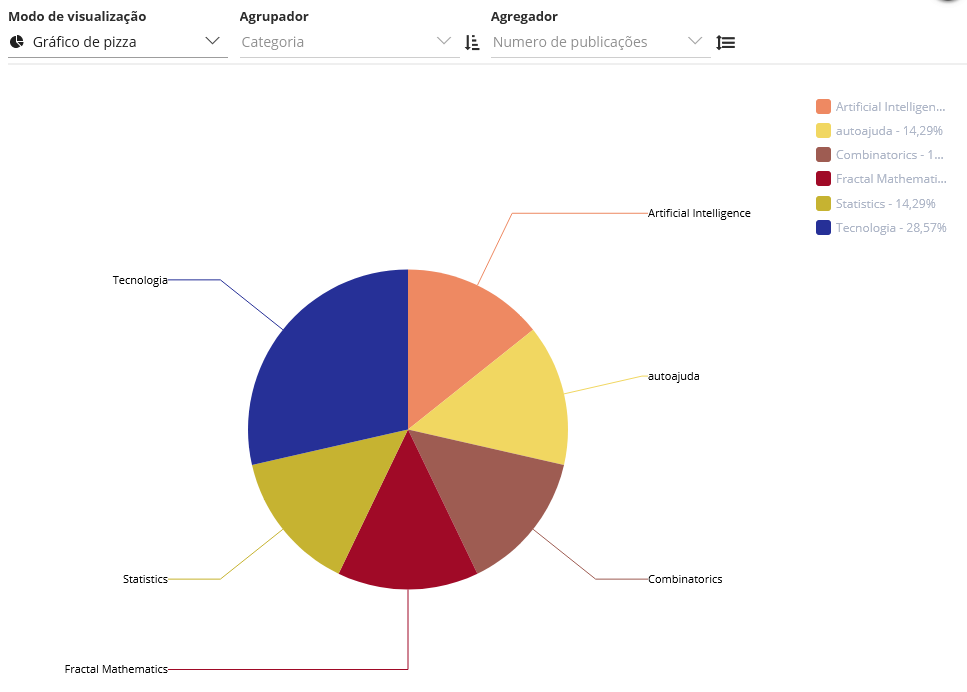 Modo de visualização
Agrupador
Agregador
Gráfico de pizza
Categoria
Numero de publicações
Artificial Intelligen...
autoajuda - 14,29%
Combinatorics - 1...
Fractal Mathemati...
Statistics - 14,29%
Tecnologia - 28,57%
Artificial Intelligence
Tecnologia
autoajuda
Statistics
Combinatorics
Fractal Mathematics